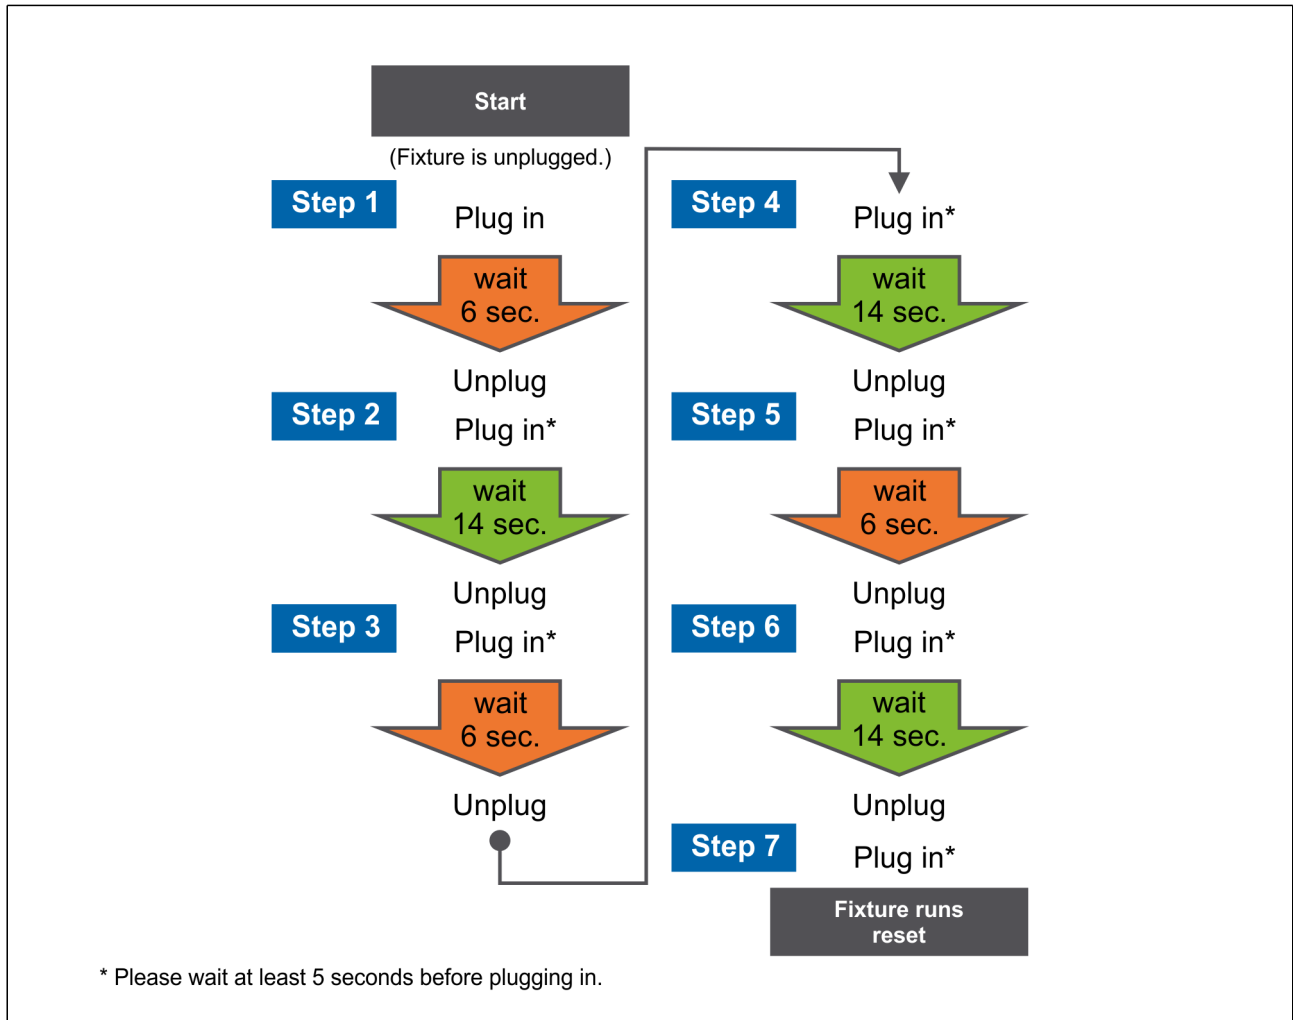 Start
(Fixture is unplugged.)
Step 1
Plug in
wait
6 sec.
Unplug
Step 2
Plug in*
wait
14 sec.
Unplug
Step 3
Plug in*
wait
6 sec.
Unplug
Step 4
Plug in*
wait
14 sec.
Unplug
Step 5
Plug in*
wait
6 sec.
Unplug
Step 6
Plug in*
wait
14 sec.
Unplug
Step 7
Plug in*
Fixture runs
reset
* Please wait at least 5 seconds before plugging in.